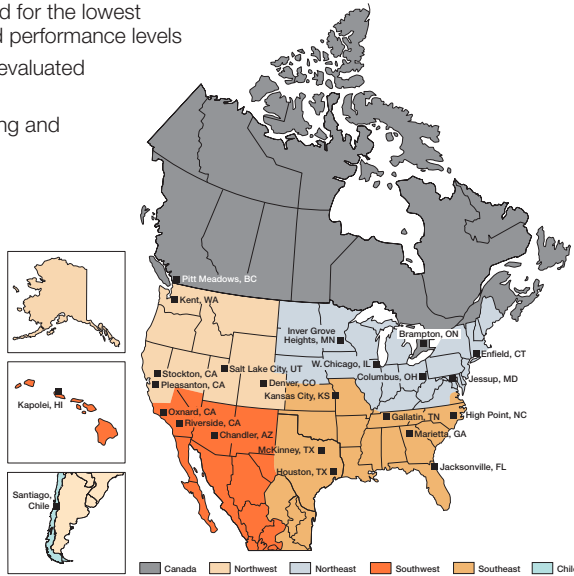 d for the lowest
d performance levels
evaluated
ng and
Pitt Meadows, BC
Kent, WA
Inver Grove
Heights, MN
Brampton, ON
W. Chicago, IL
Enfield, CT
Stockton, CA
Salt Lake City, UT
Columbus, OH
Jessup, MD
Pleasanton, CA
Denver, CO
Kansas City, KS
Kapolei, HI
Oxnard, CA
Gallatin, TN
High Point, NC
Riverside, CA
Chandler, AZ
Marietta, GA
McKinney, TX
Houston, TX
Jacksonville, FL
Santiago,
Chile
Canada
Northwest
Northeast
Southwest
Southeast
Chile